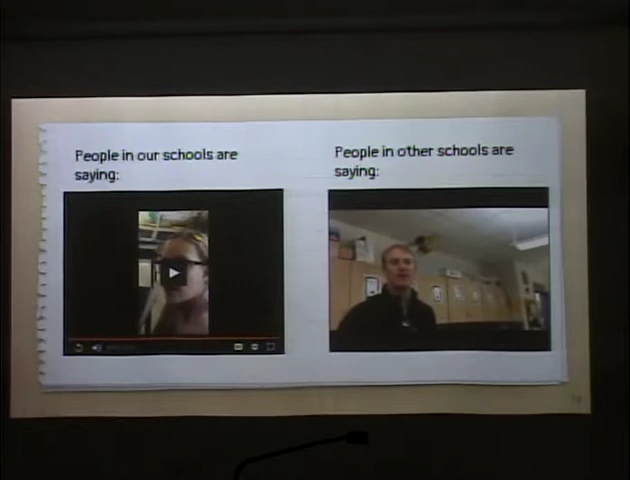 People in our schools are
saying:
People in other schools are
saying: